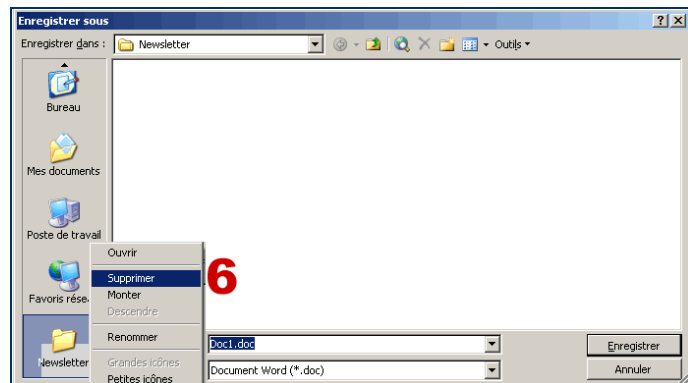 Enregistrer sous
Enregistrer dans :
Newsletter
Outils
Bureau
Mes documents
Poste de travail
Favoris rése
Newsletter
Ouvrir
Supprimer
Monter
Descendre
Renommer
Grandes icônes
Petites icônes
6
Doc1.doc
Document Word (*.doc)
Enregistrer
Annuler